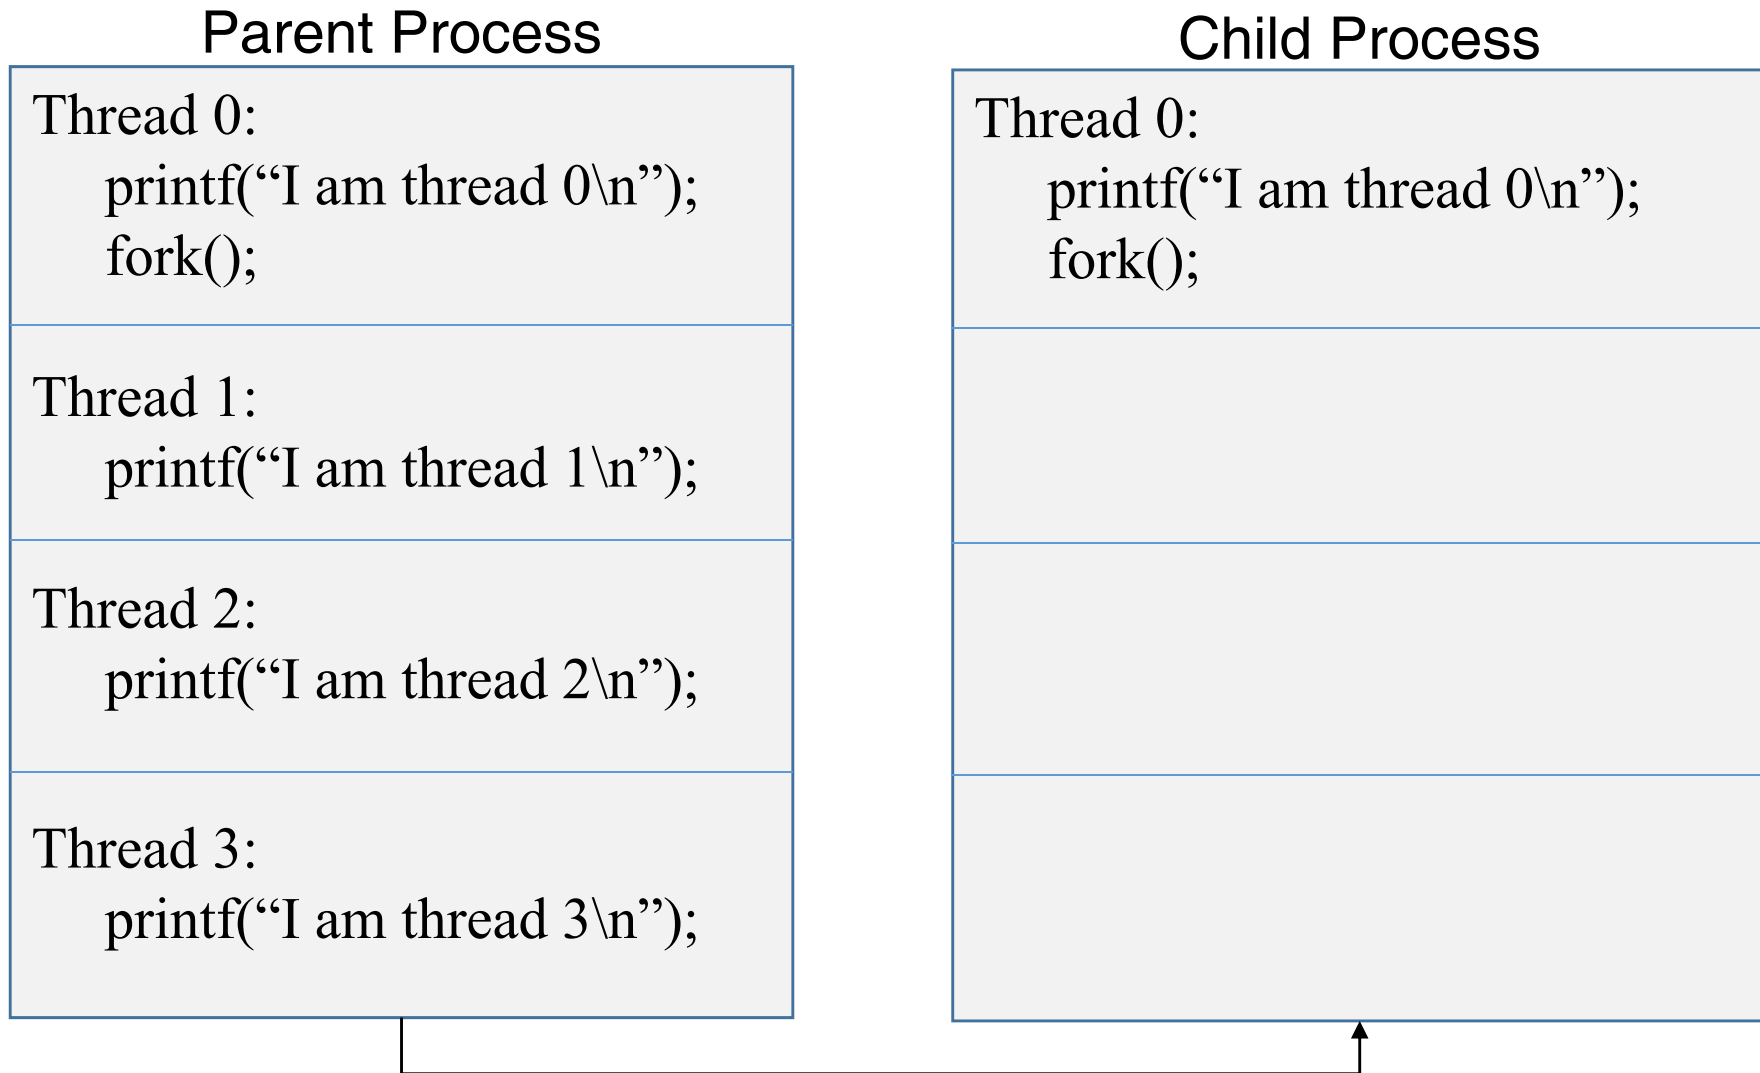 Parent Process
Thread 0:
printf(“I am thread 0\n”);
fork();
Thread 1:
printf(“I am thread 1\n”);
Thread 2:
printf(“I am thread 2\n”);
Thread 3:
printf(“I am thread 3\n”);
Child Process
Thread 0:
printf(“I am thread 0\n”);
fork();